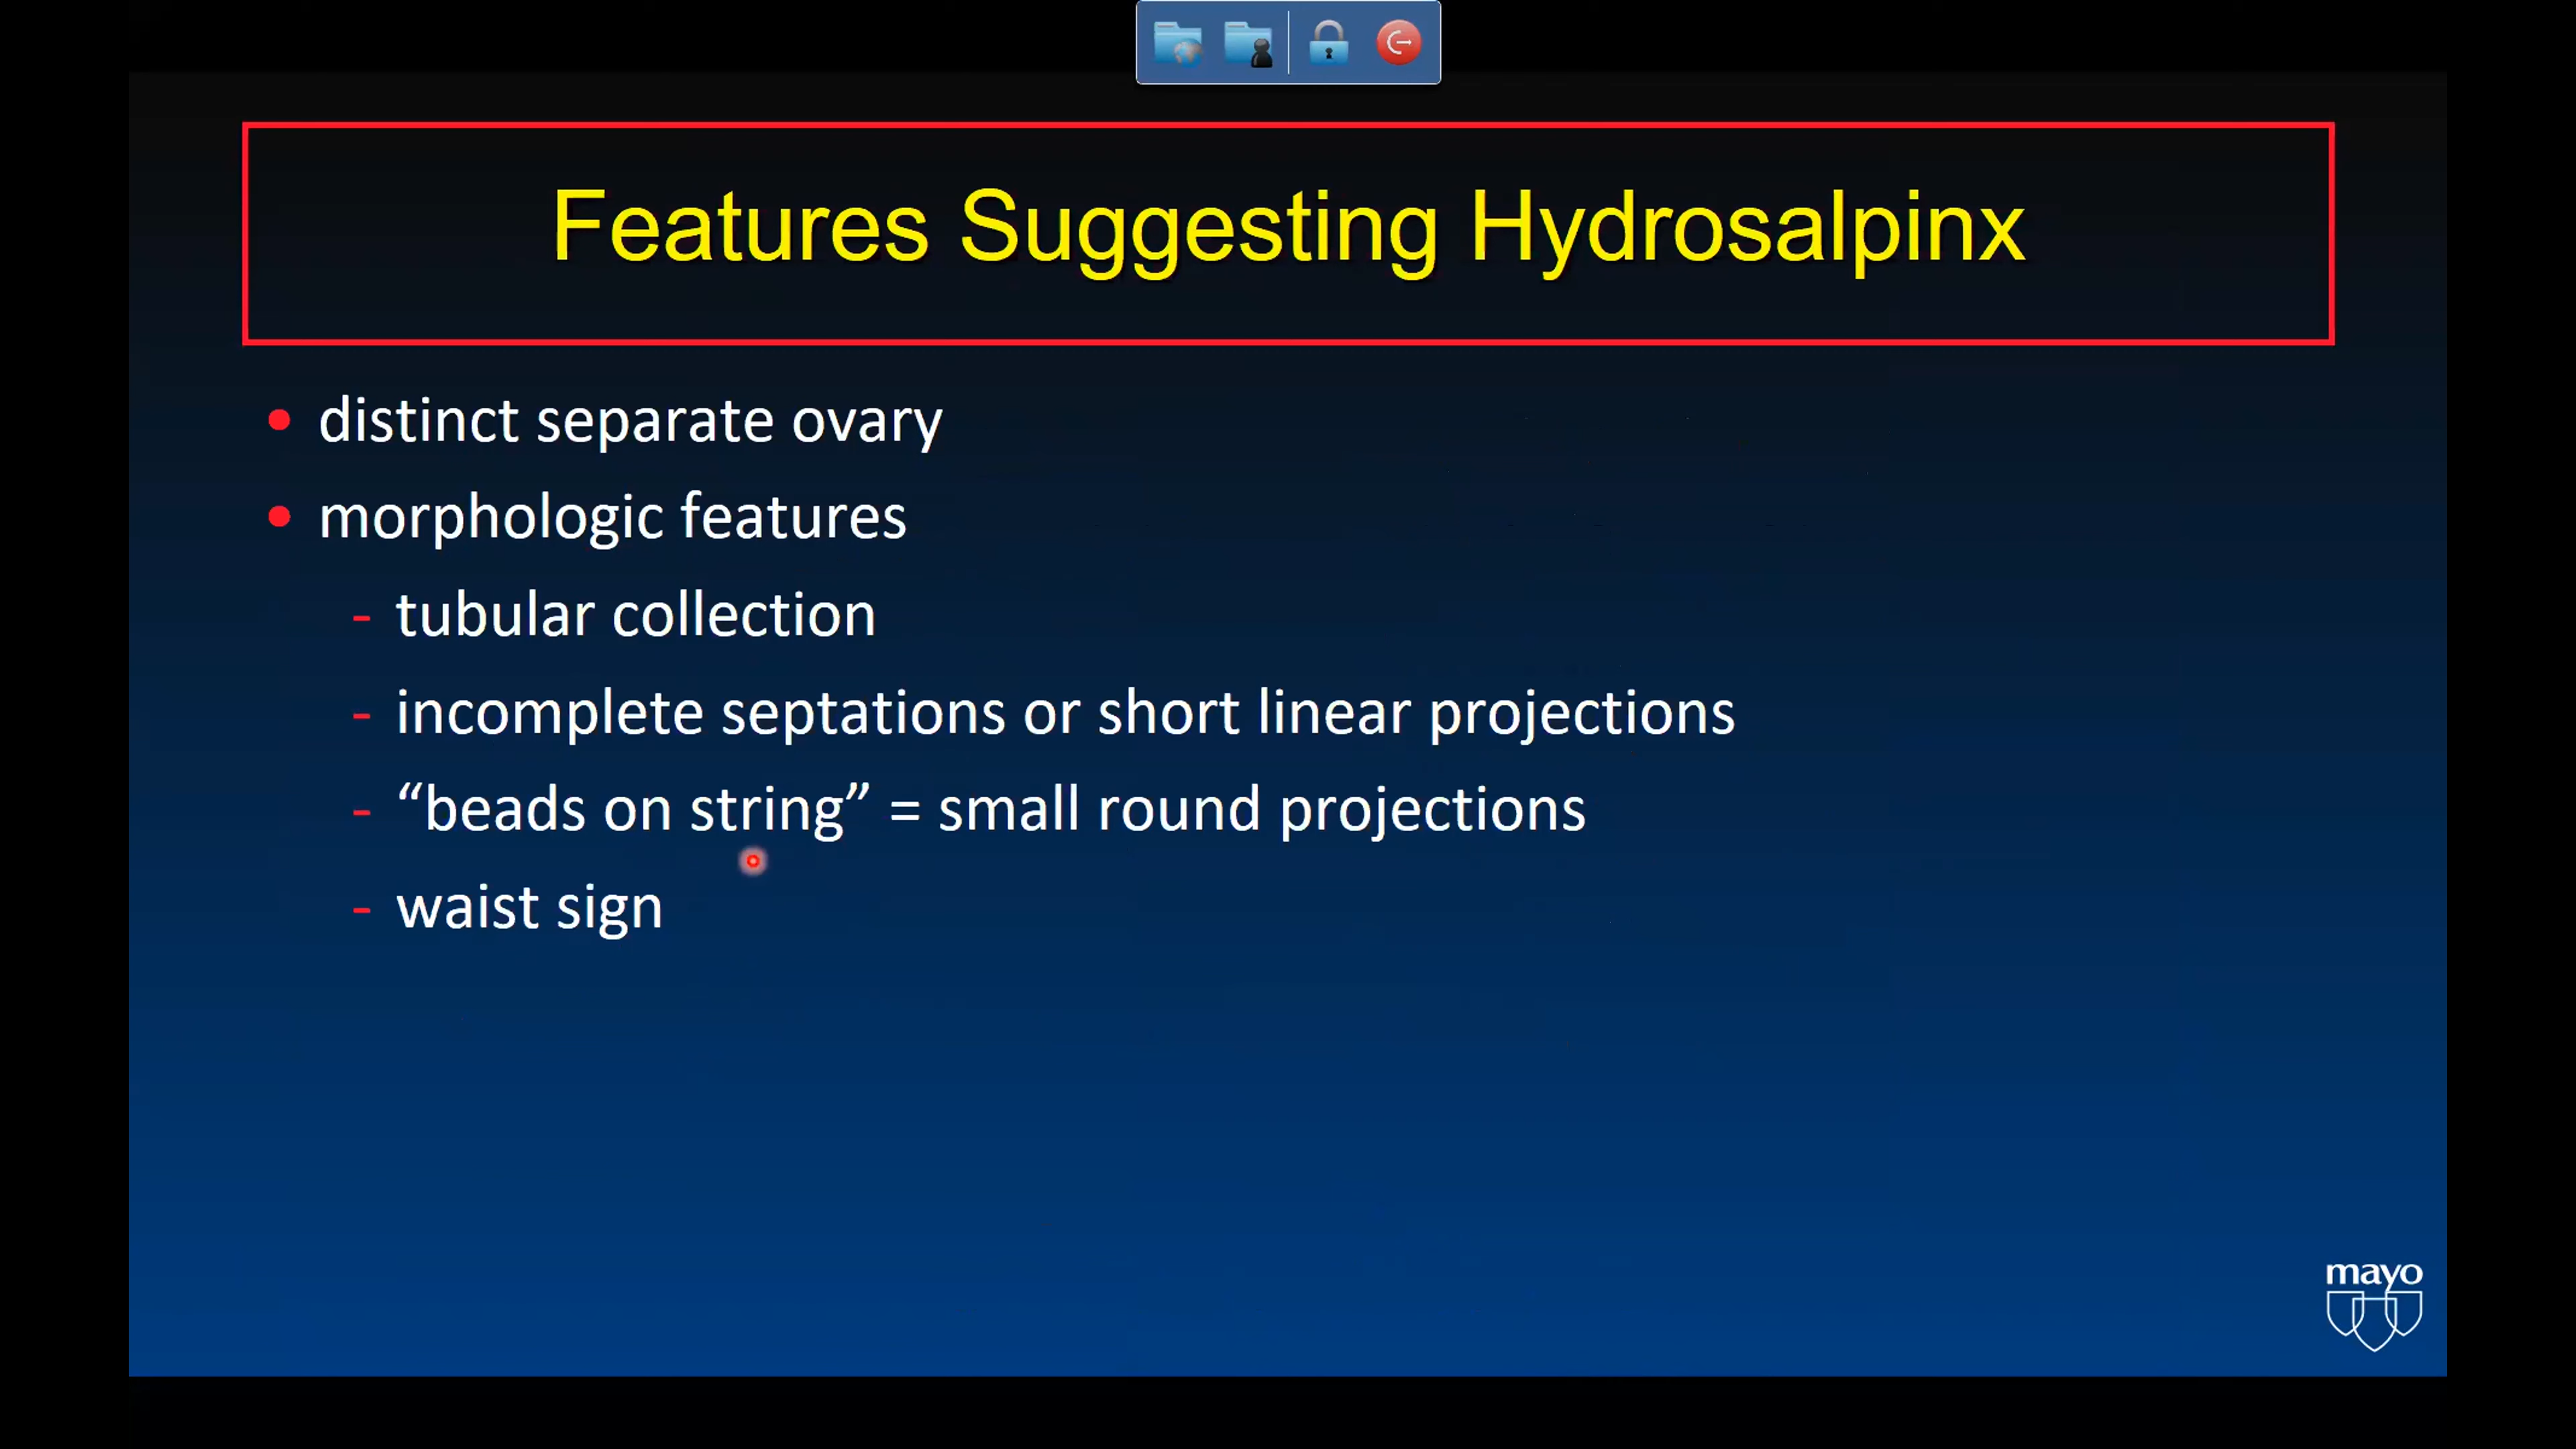 Features Suggesting Hydrosalpinx
• distinct separate ovary
• morphologic features
- tubular collection
- incomplete septations or short linear projections
- “beads on string” = small round projections
- waist sign
mayo